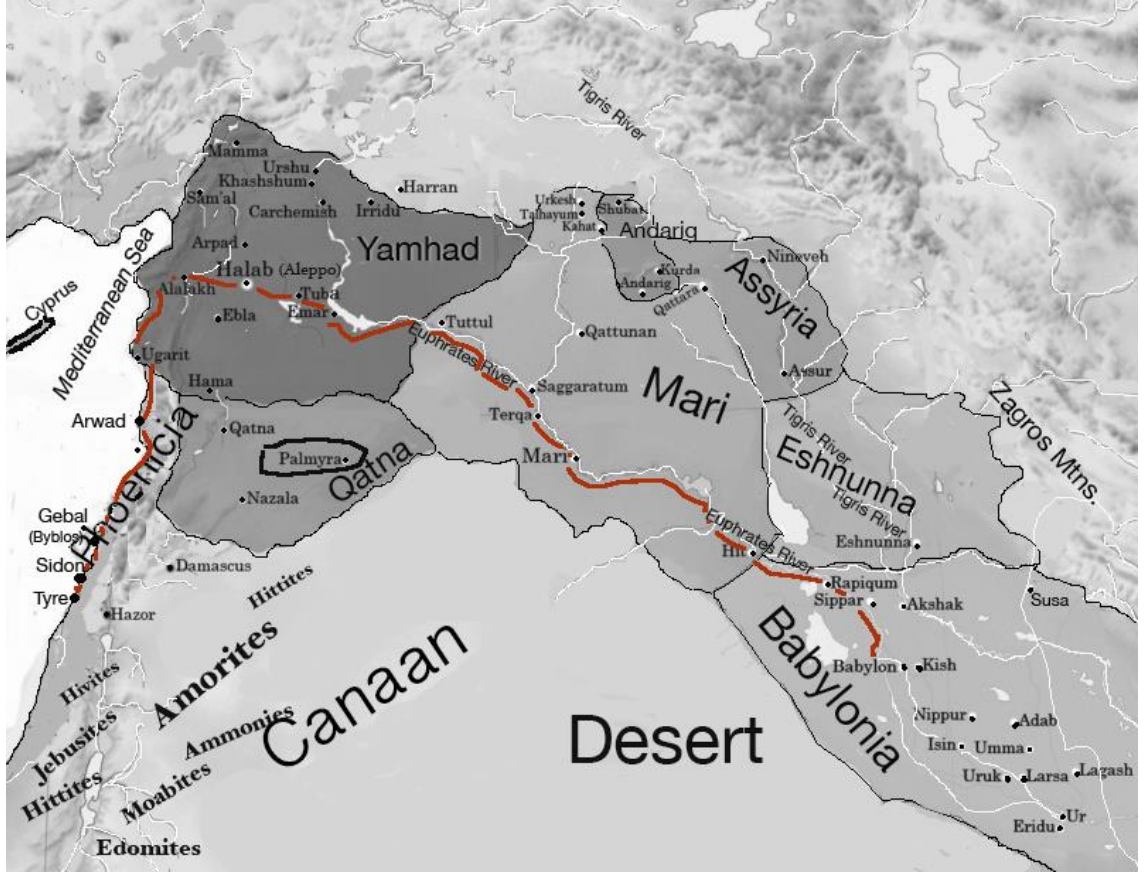 Tigris River
Mamma
Urshu
Khashshum
Harran
Sam'al
Carchemish
Irridu
Urkesh
Talhayum
Shubat
Kahat
Andariq
Arpad
Yamhad
Mediterranean Sea
Cyprus
Nineveh
Assyria
Halab (Aleppo)
Kurda
Andarig
Qattara
Alalakh
Tuba
Emar
Ebla
Tuttul
Qattunan
Euphrates River
Ugarit
Assur
Hama
Saggaratum
Mari
Zagros Mtns.
Arwad
Qatna
Terqa
Tigris River
Phoenicia
Palmyra
Qatna
Mari
Eshnunna
Nazala
Tigris River
Gebal
(Byblos)
Euphrates River
Eshnunna
Hit
Sidon
Damascus
Hittites
Rapiqum
Tyre
Hazor
Sippar
Akshak
Susa
Amorites
Canaan
Babylonia
Hivites
Babylon
Kish
Jebusites
Ammonies
Desert
Nippur
Adab
Isin
Umma
Hittites
Moabites
Uruk
Larsa
Lagash
Ur
Eridu
Edomites